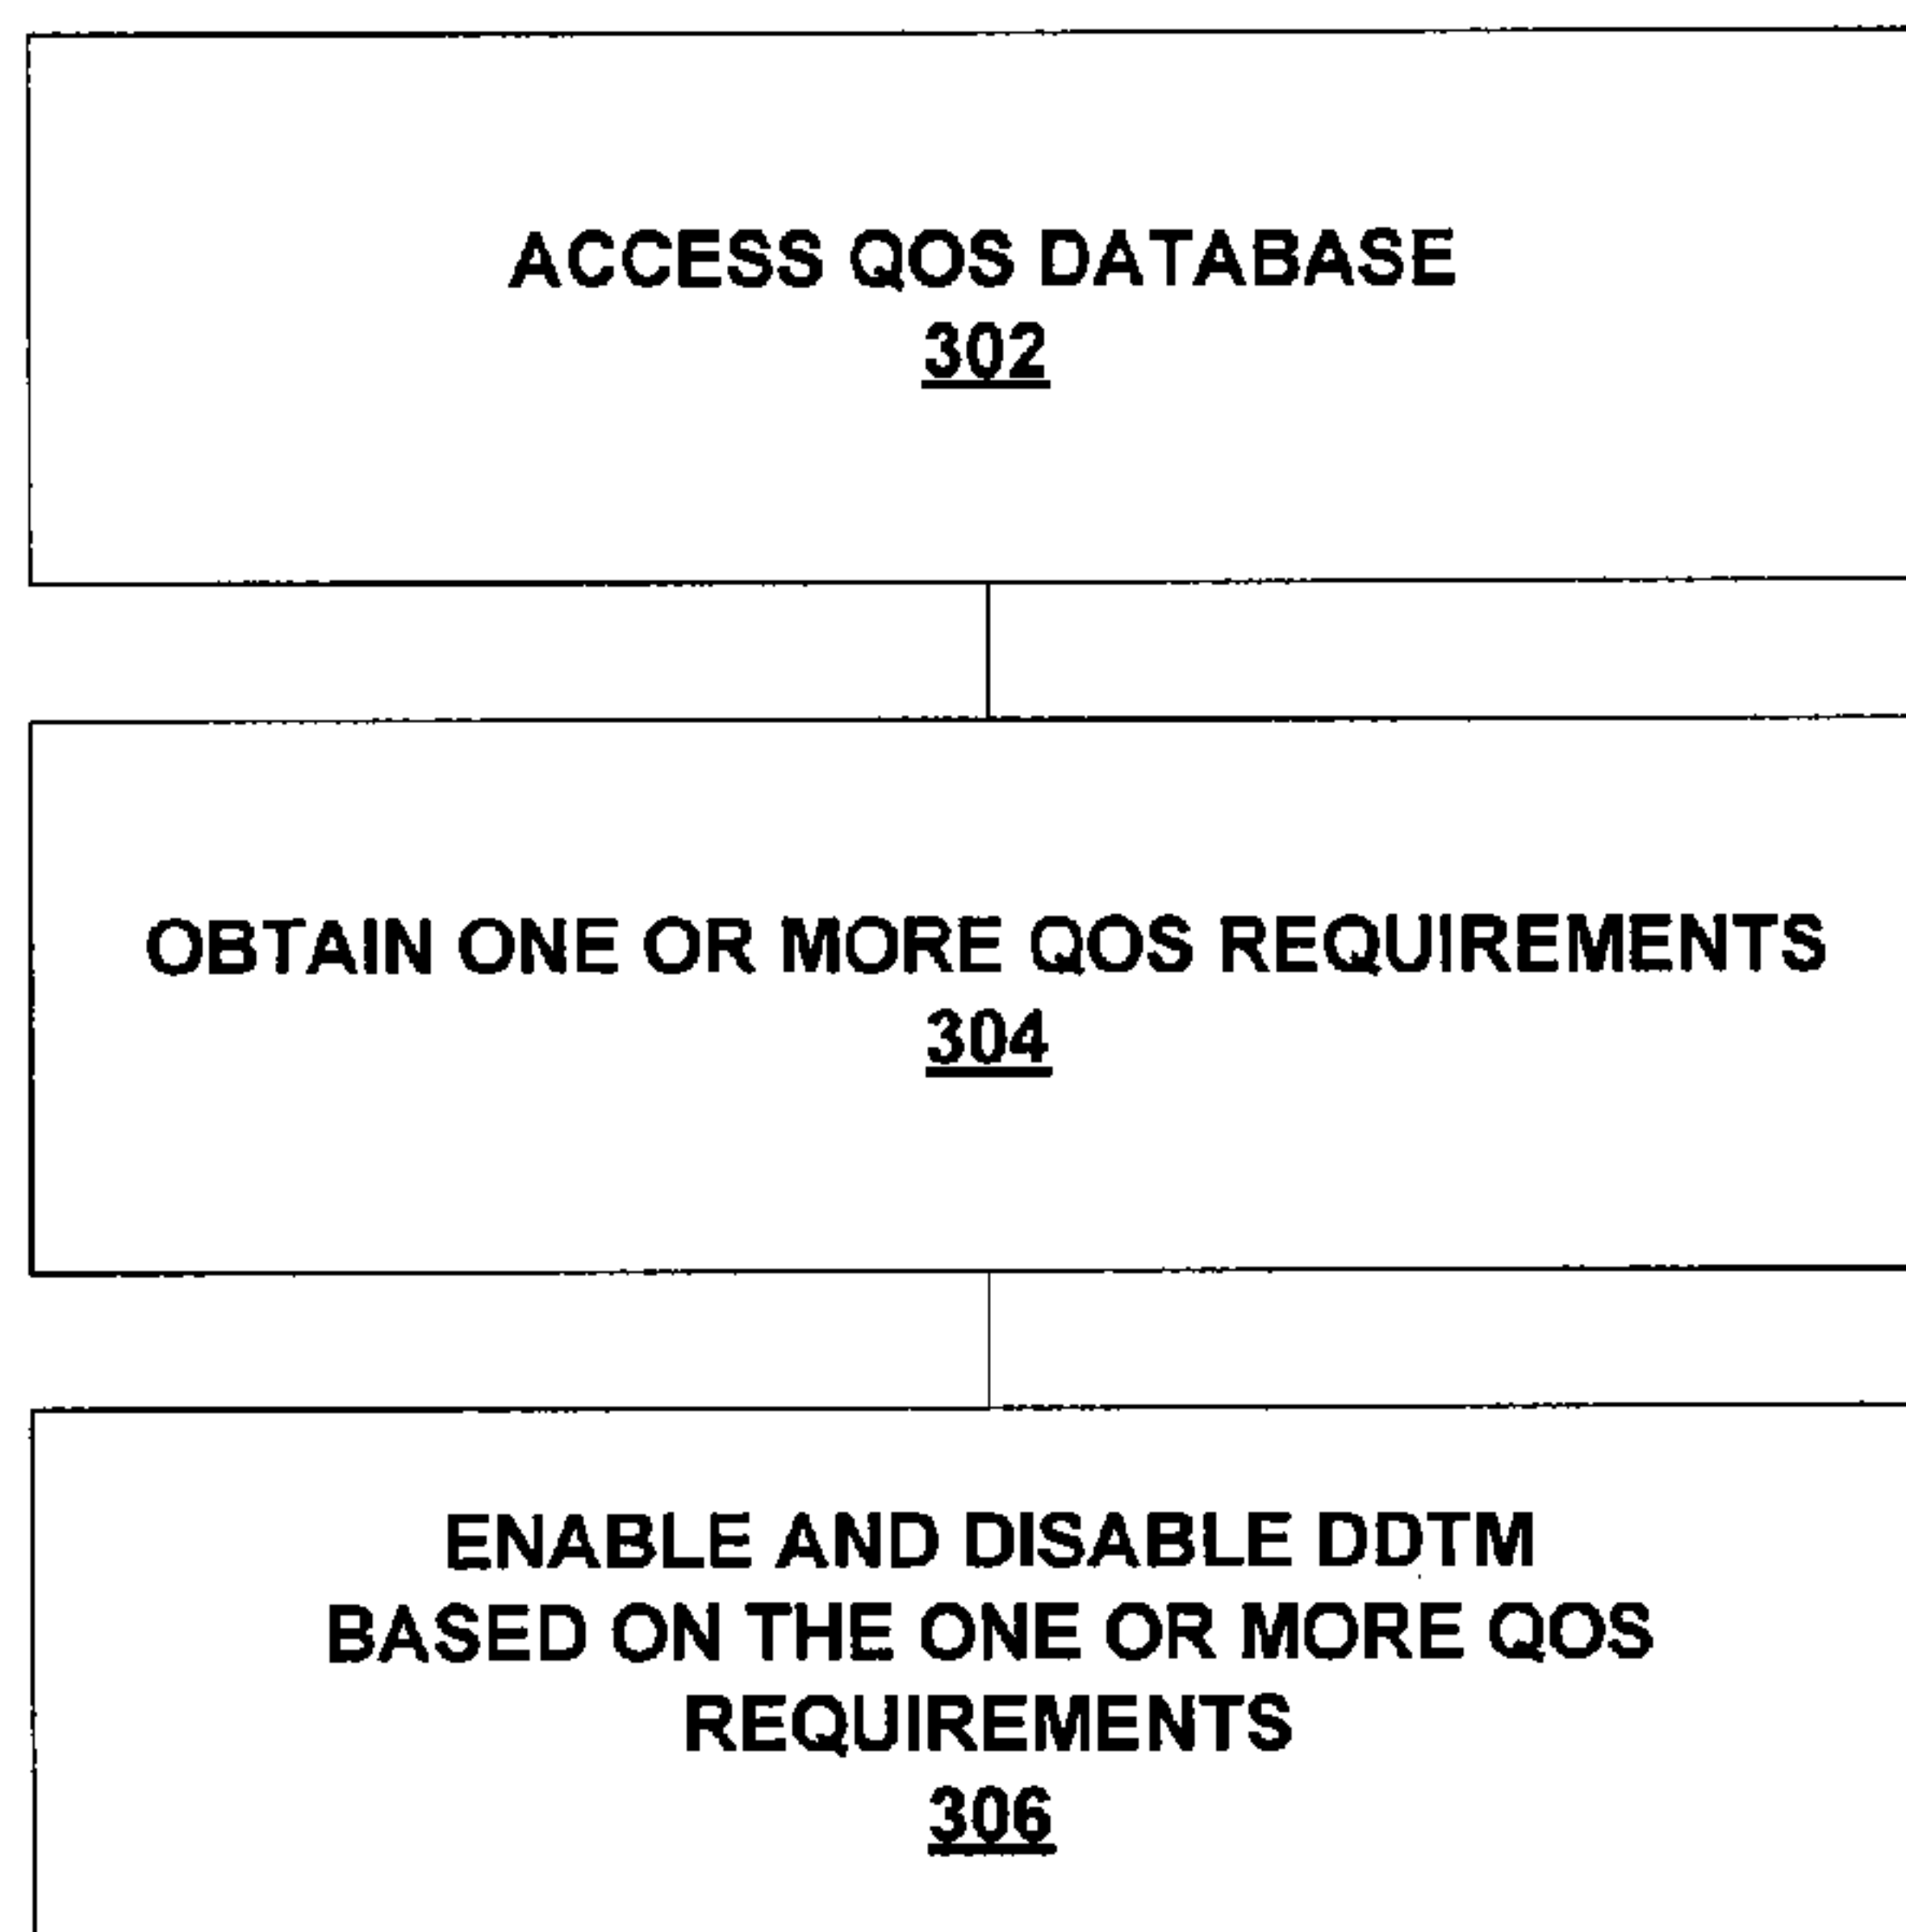 ACCESS QOS DATABASE
302
OBTAIN ONE OR MORE QOS REQUIREMENTS
304
ENABLE AND DISABLE DDTM
BASED ON THE ONE OR MORE QOS
REQUIREMENTS
306